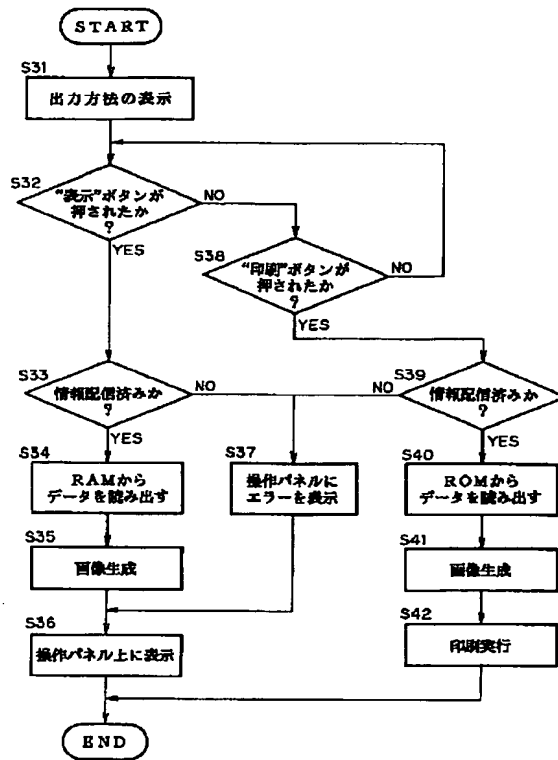 START
S31
出力方法の表示
S32
“表示”ボタンが
押されたか
?
NO
YES
S38
“印刷”ボタンが
押されたか
?
NO
YES
S33
情報配信済みか
?
NO
YES
S39
NO
情報配信済みか
?
YES
S34
RAMから
データを読み出す
S37
操作パネルに
エラーを表示
S40
ROMから
データを読み出す
S35
画像生成
S41
画像生成
S36
操作パネル上に表示
S42
印刷実行
END